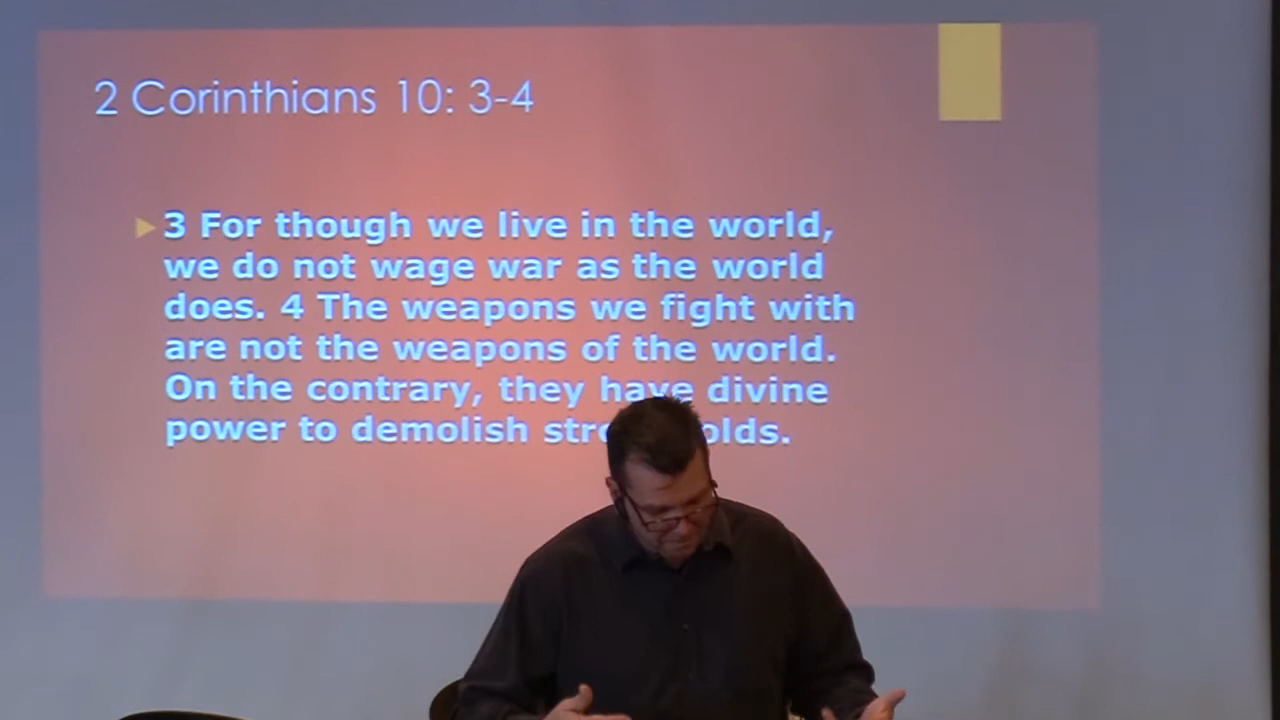 2 Corinthians 10: 3-4
3 For though we live in the world,
we do not wage war as the world
does. 4 The weapons we fight with
are not the weapons of the world.
On the contrary, they have divine
power to demolish